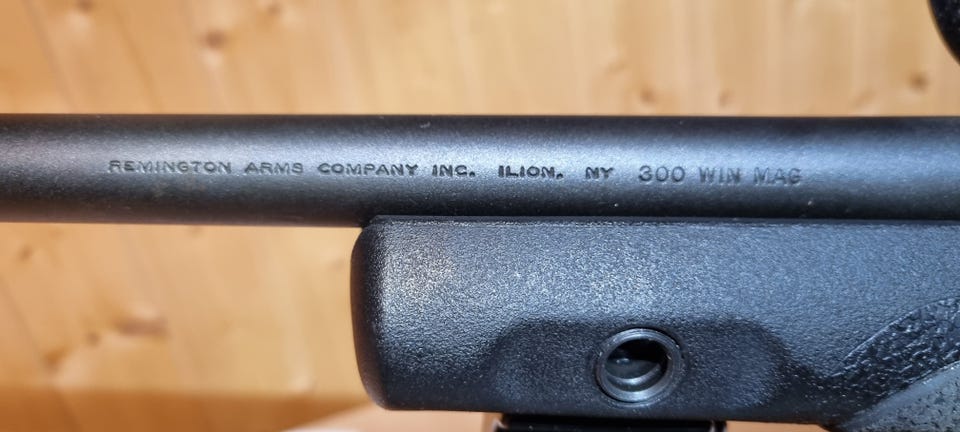 REMINGTON ARMS COMPANY INC. ILION, NY 300 WIN MAG